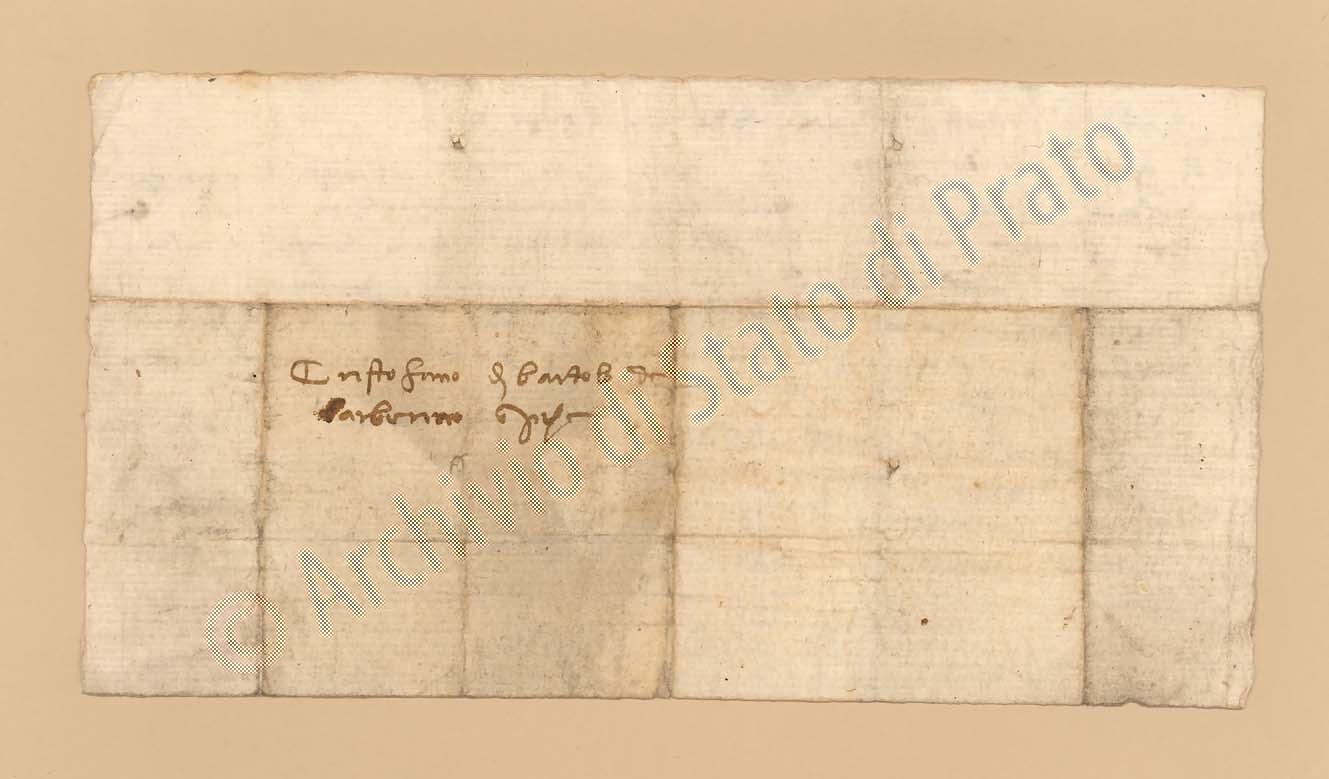 Cristofano di bartolo da
barberino
© Archivio di Stato di Prato